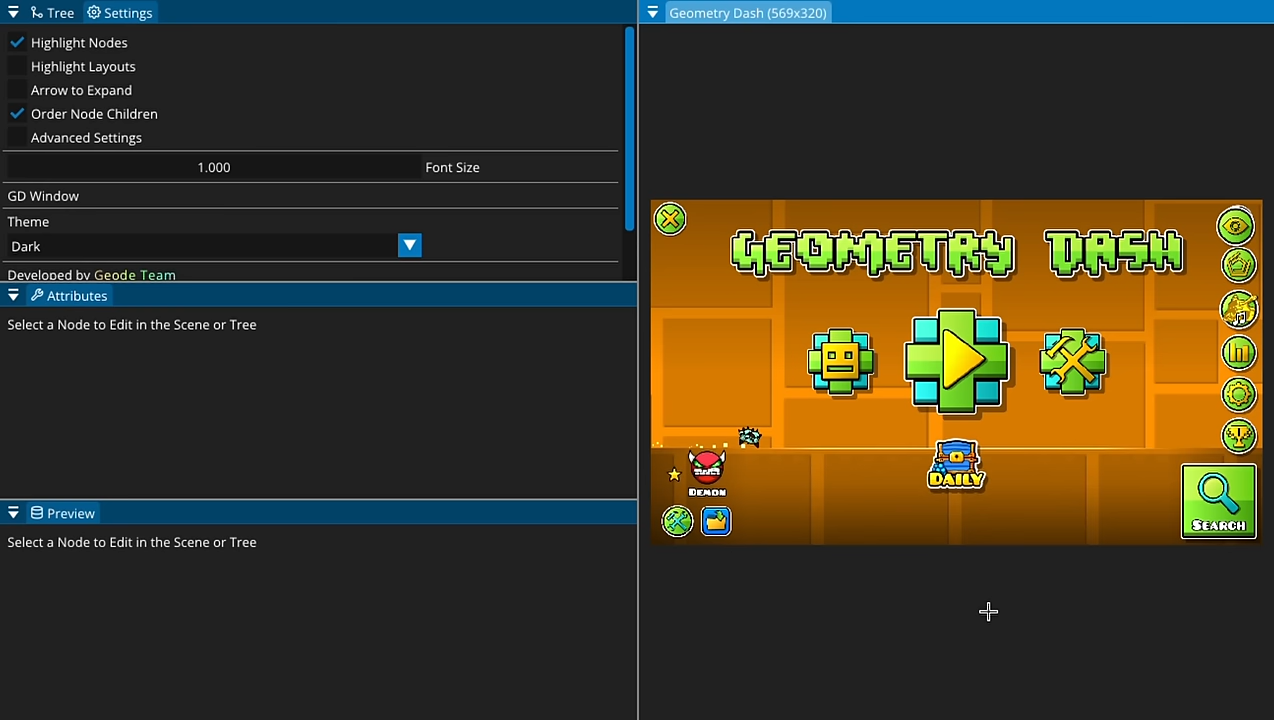 Tree Settings
Highlight Nodes
Highlight Layouts
Arrow to Expand
Order Node Children
Advanced Settings
1.000 Font Size
GD Window
Theme
Dark
Developed by Geode Team
Attributes
Select a Node to Edit in the Scene or Tree
Preview
Select a Node to Edit in the Scene or Tree
Geometry Dash (569x320)
GEOMETRY DASH
DEMON
DAILY
SEARCH